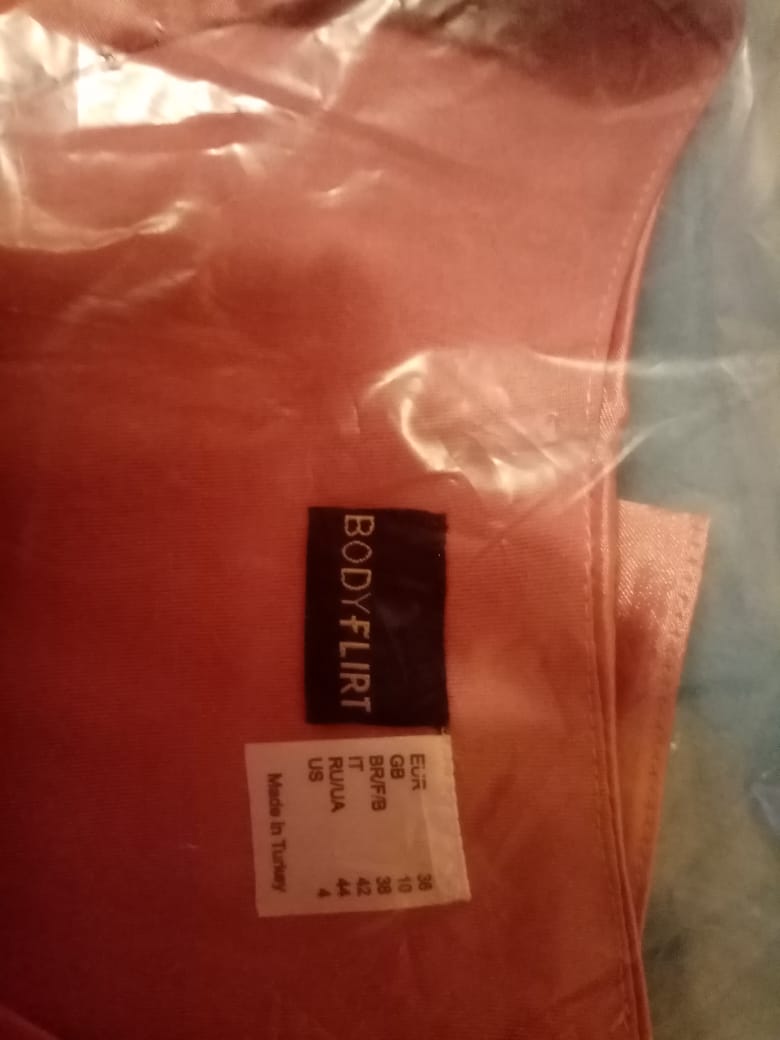 BODYFLIRT
EUR 36
GB 10
BR/F/B 38
IT 42
RU/UA 44
US 4
Made in Turkey